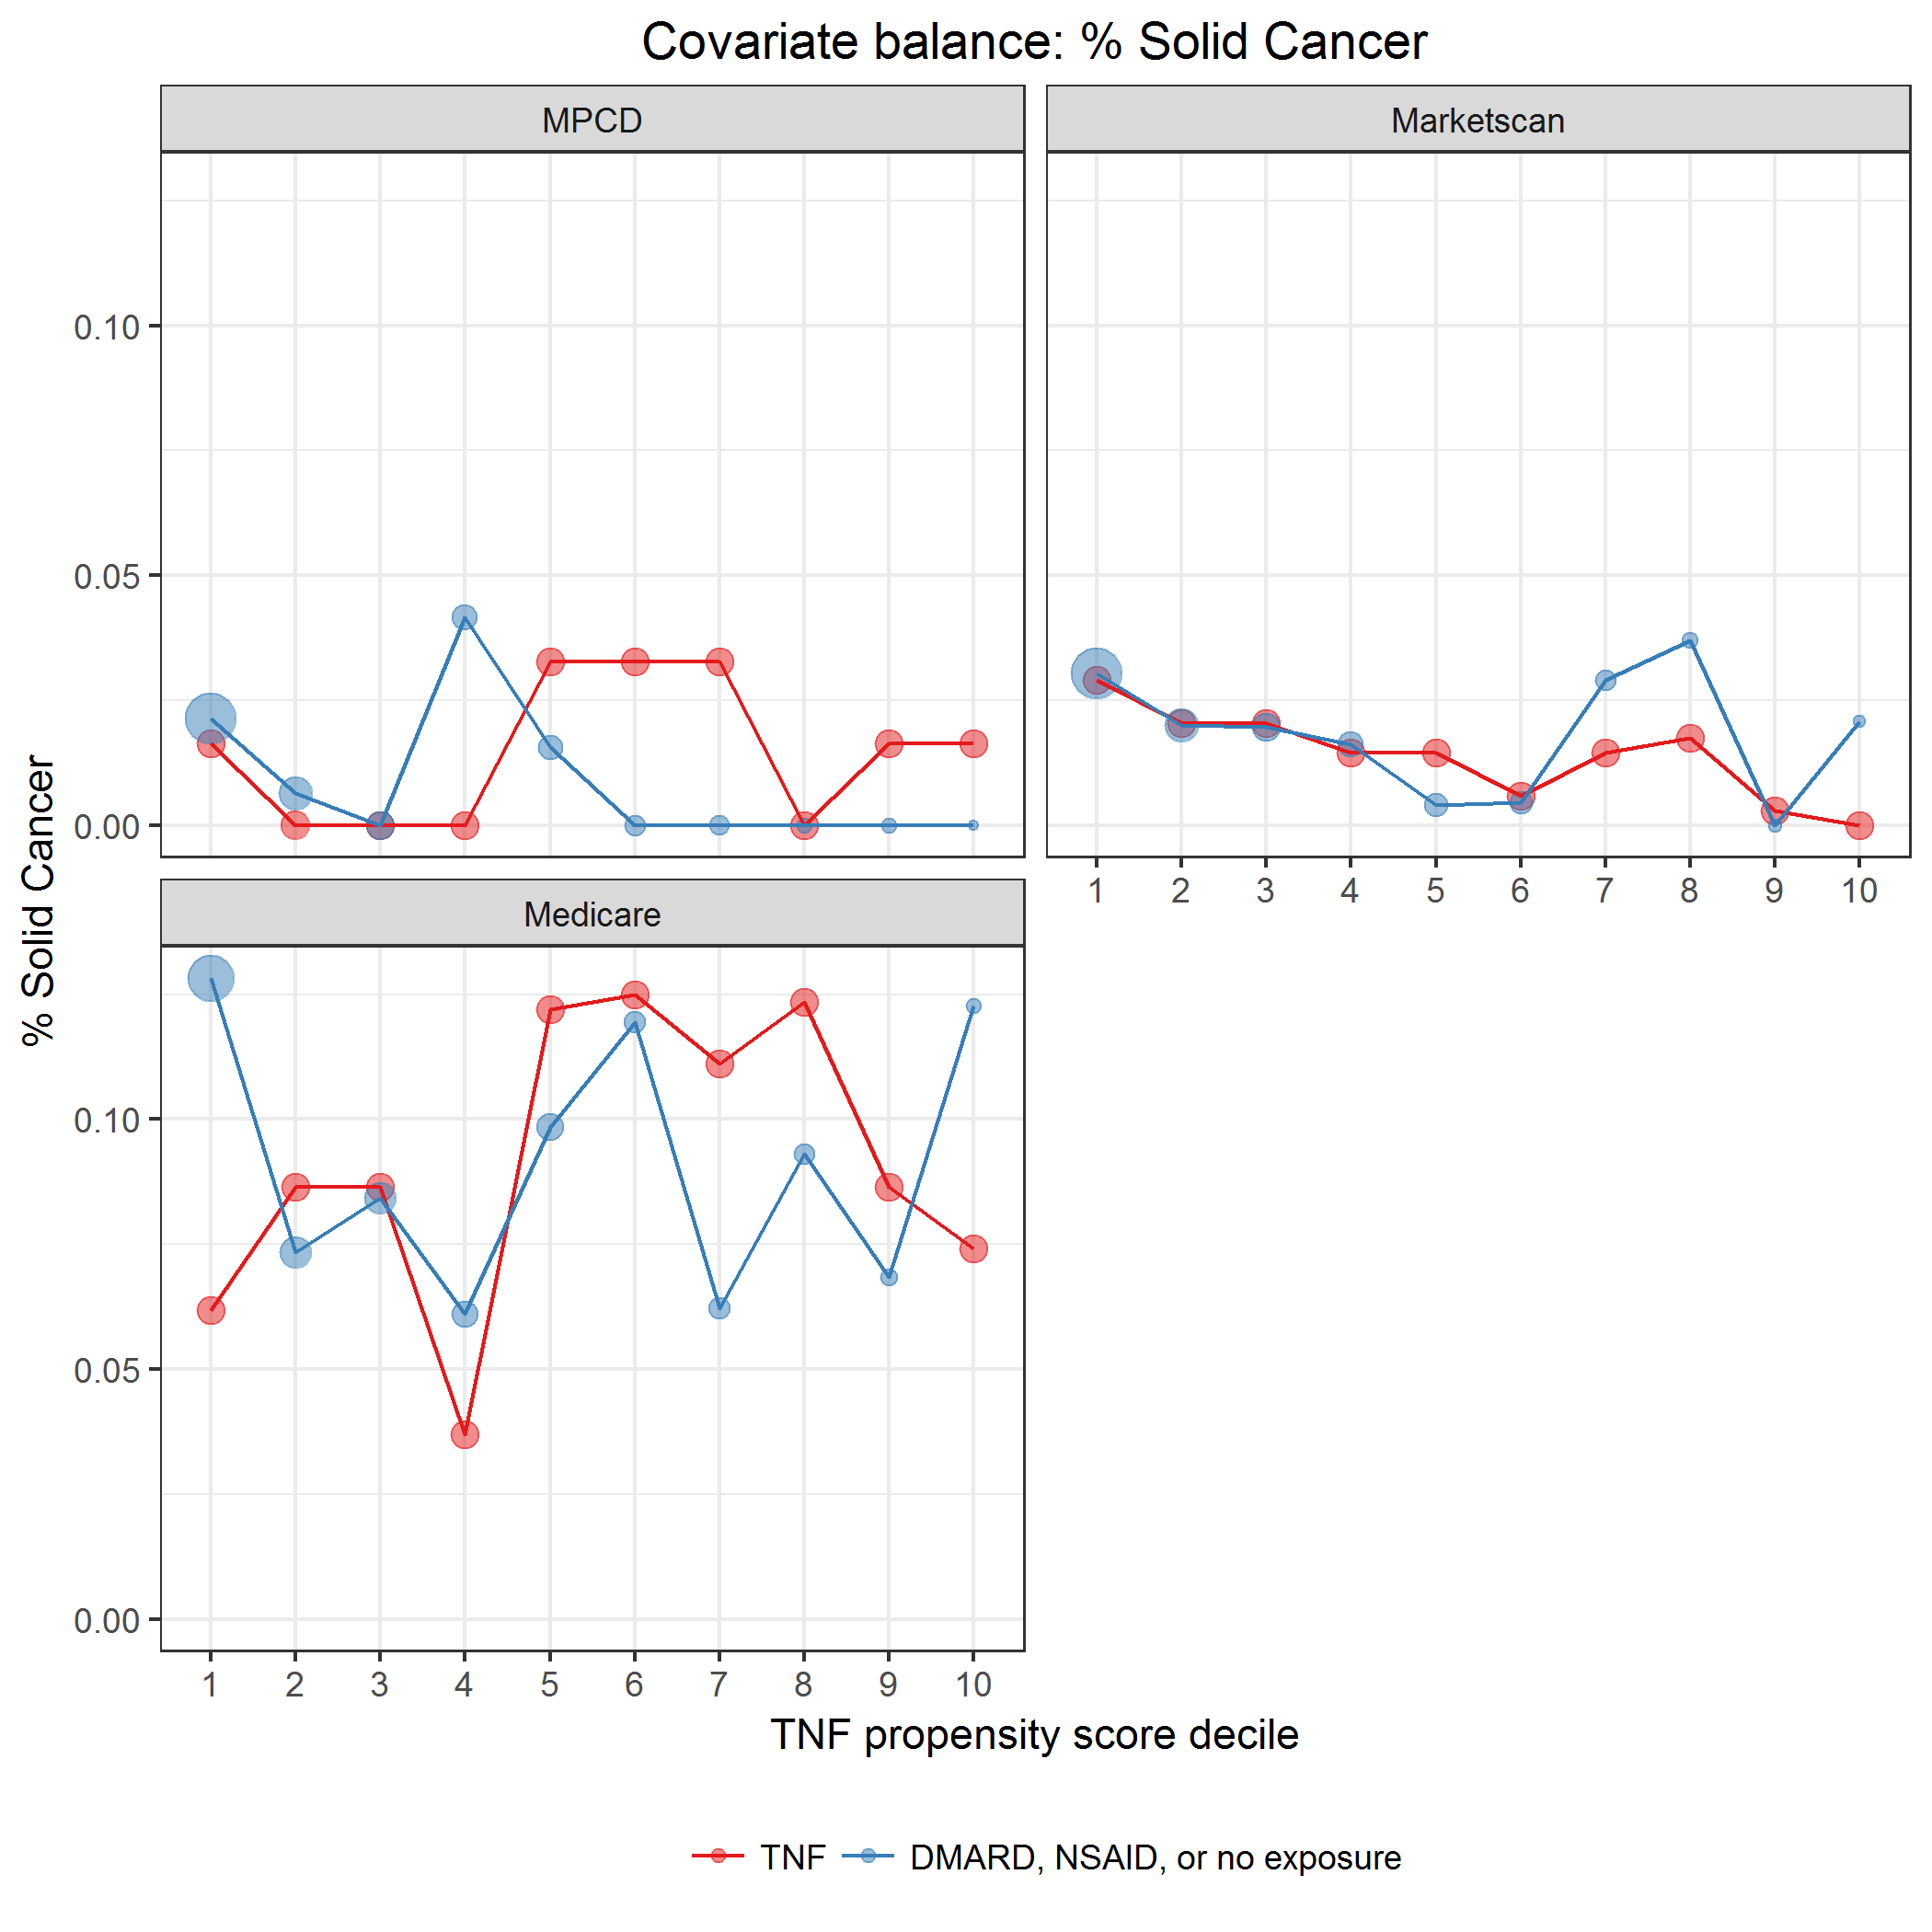 Covariate balance: % Solid Cancer
MPCD
Marketscan
0.10
0.05
0.00
1 2 3 4 5 6 7 8 9 10
Medicare
% Solid Cancer
0.10
0.05
0.00
1 2 3 4 5 6 7 8 9 10
TNF propensity score decile
TNF DMARD, NSAID, or no exposure